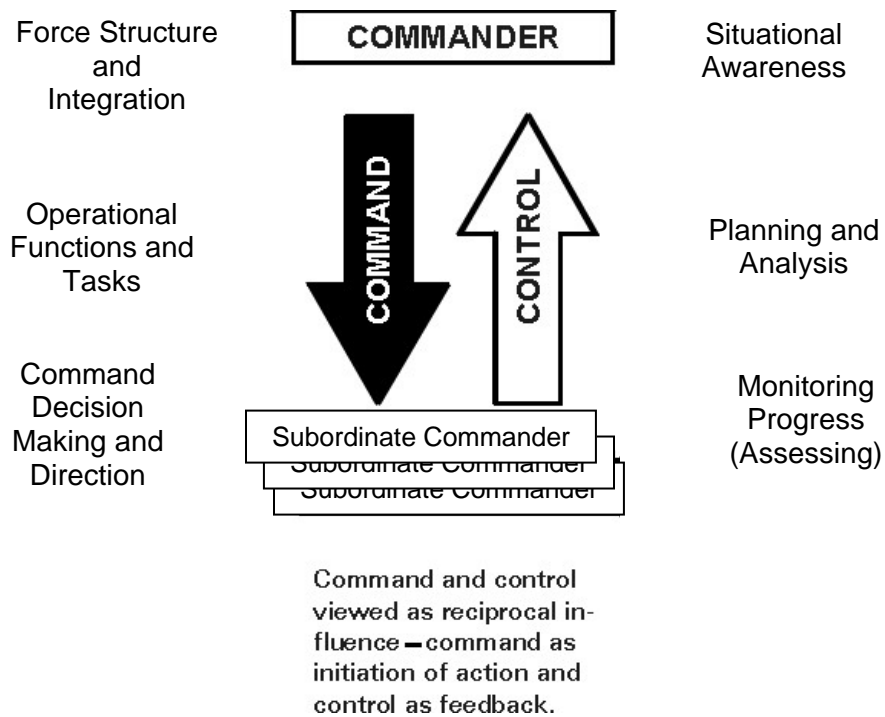 Force Structure
and
Integration
COMMANDER
Situational
Awareness
Operational
Functions and
Tasks
COMMAND
CONTROL
Planning and
Analysis
Command
Decision
Making and
Direction
Monitoring
Progress
(Assessing)
Subordinate Commander
Subordinate Commander
Subordinate Commander
Command and control
viewed as reciprocal in-
fluence—command as
initiation of action and
control as feedback.